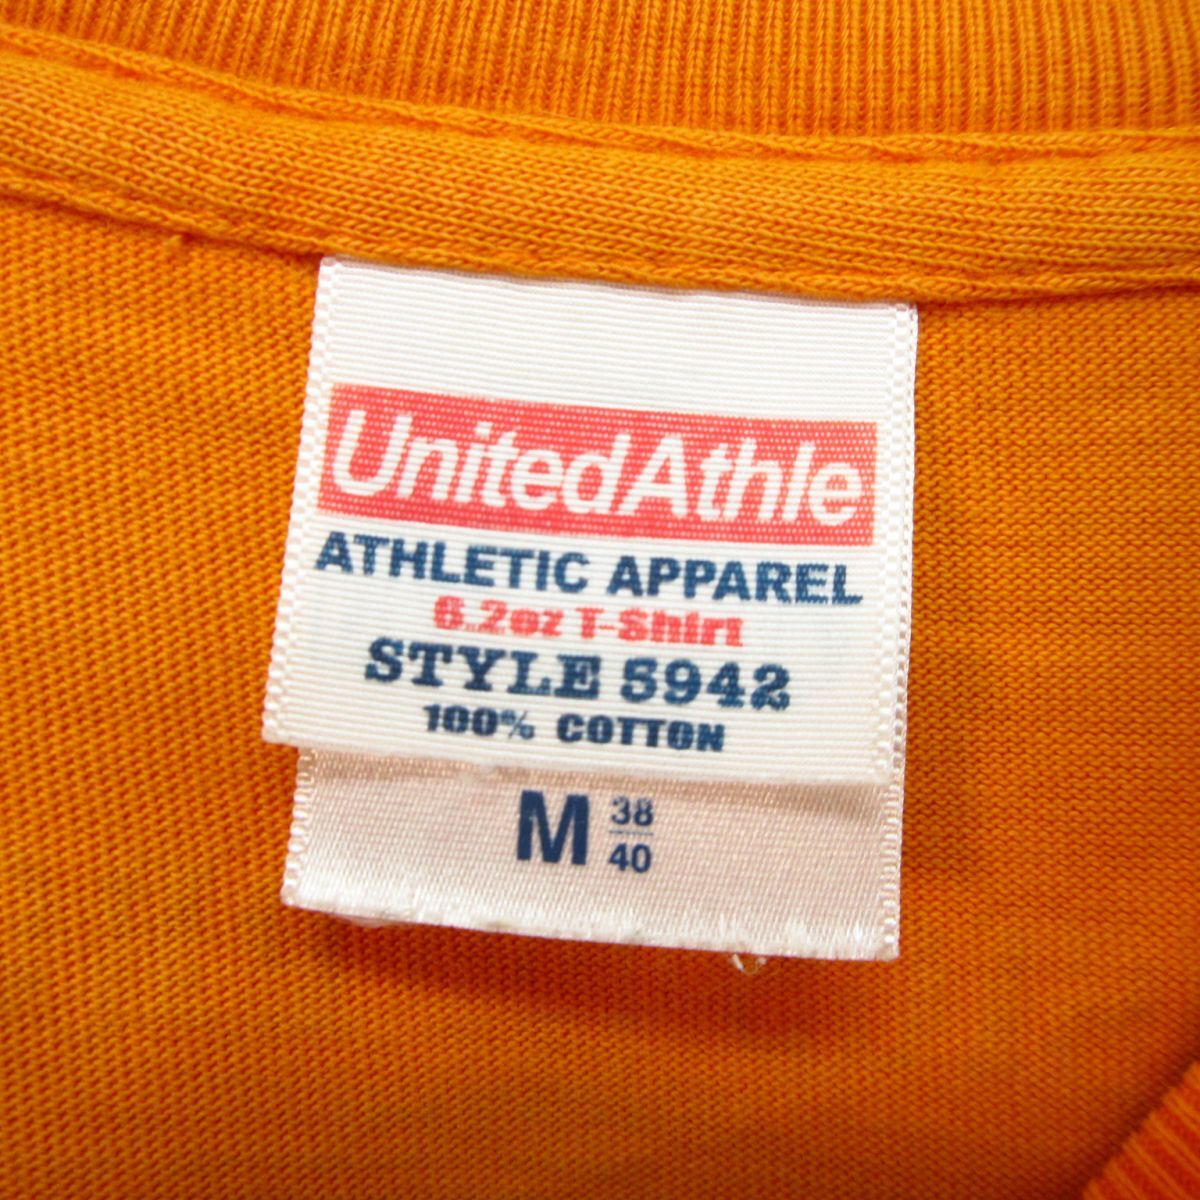 UnitedAthle
ATHLETIC APPAREL
6.2oz T-Shirt
STYLE 5942
100% COTTON
M 38
40